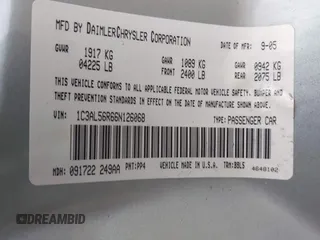 MFD BY DAIMLERCHRYSLER CORPORATION
DATE OF MFR: 9-05
GVWR 1917 KG 04225 LB
GAWR FRONT 1089 KG 2400 LB
GAWR REAR 0942 KG 2075 LB
THIS VEHICLE CONFORMS TO ALL APPLICABLE FEDERAL MOTOR VEHICLE SAFETY, BUMPER AND
THEFT PREVENTION STANDARDS IN EFFECT ON THE DATE OF MANUFACTURE SHOWN ABOVE.
VIN: 1C3AL56R66N126068 TYPE: PASSENGER CAR
MDH: 091722 249AA PNT: PP4 VEHICLE MADE IN U.S.A. TRM: BBL5
4648102
© DREAMBID